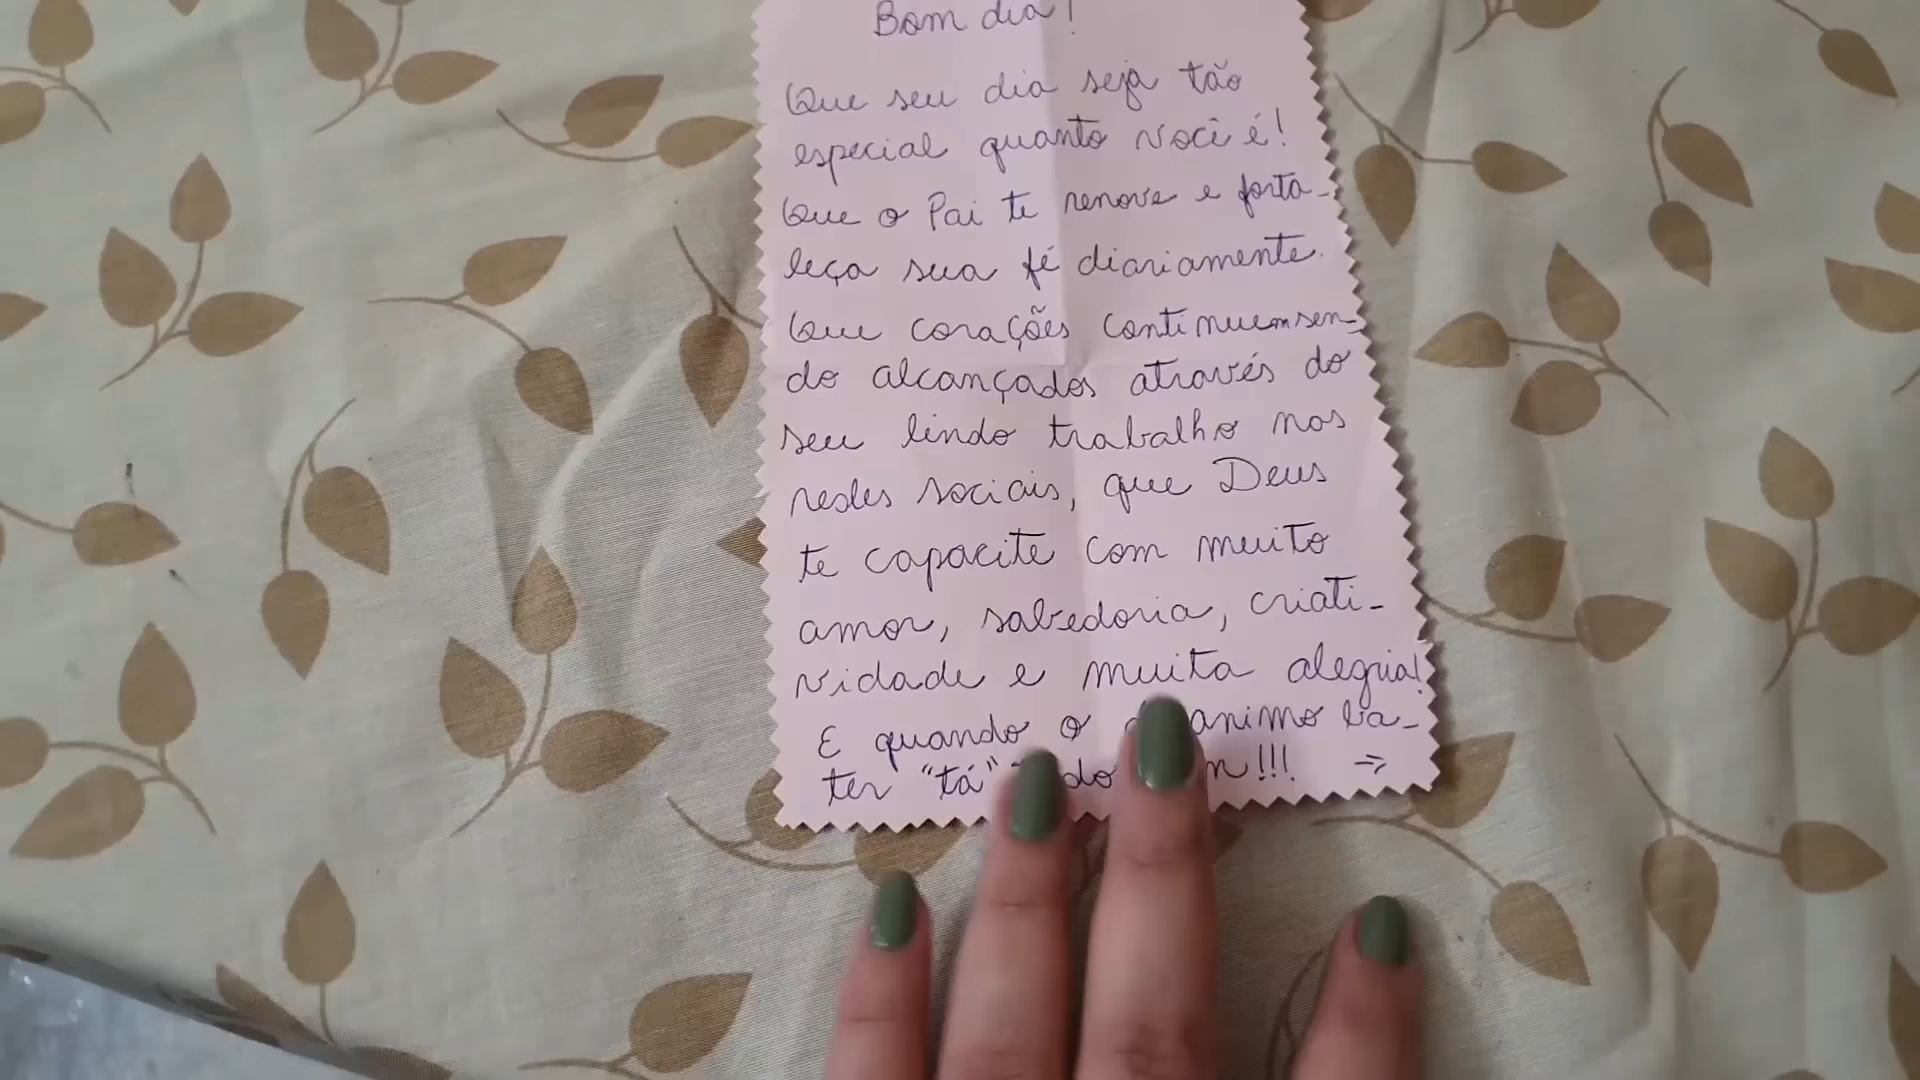 Bom dia!
Que seu dia seja tão
especial quanto você é!
Que o Pai te renove e forta-
leça sua fé diariamente.
Que corações continuem sen-
do alcançados através do
seu lindo trabalho nas
redes sociais, que Deus
te capacite com muito
amor, sabedoria, criati-
vidade e muita alegria!
E quando o ba-
ter "tá" !!! =>